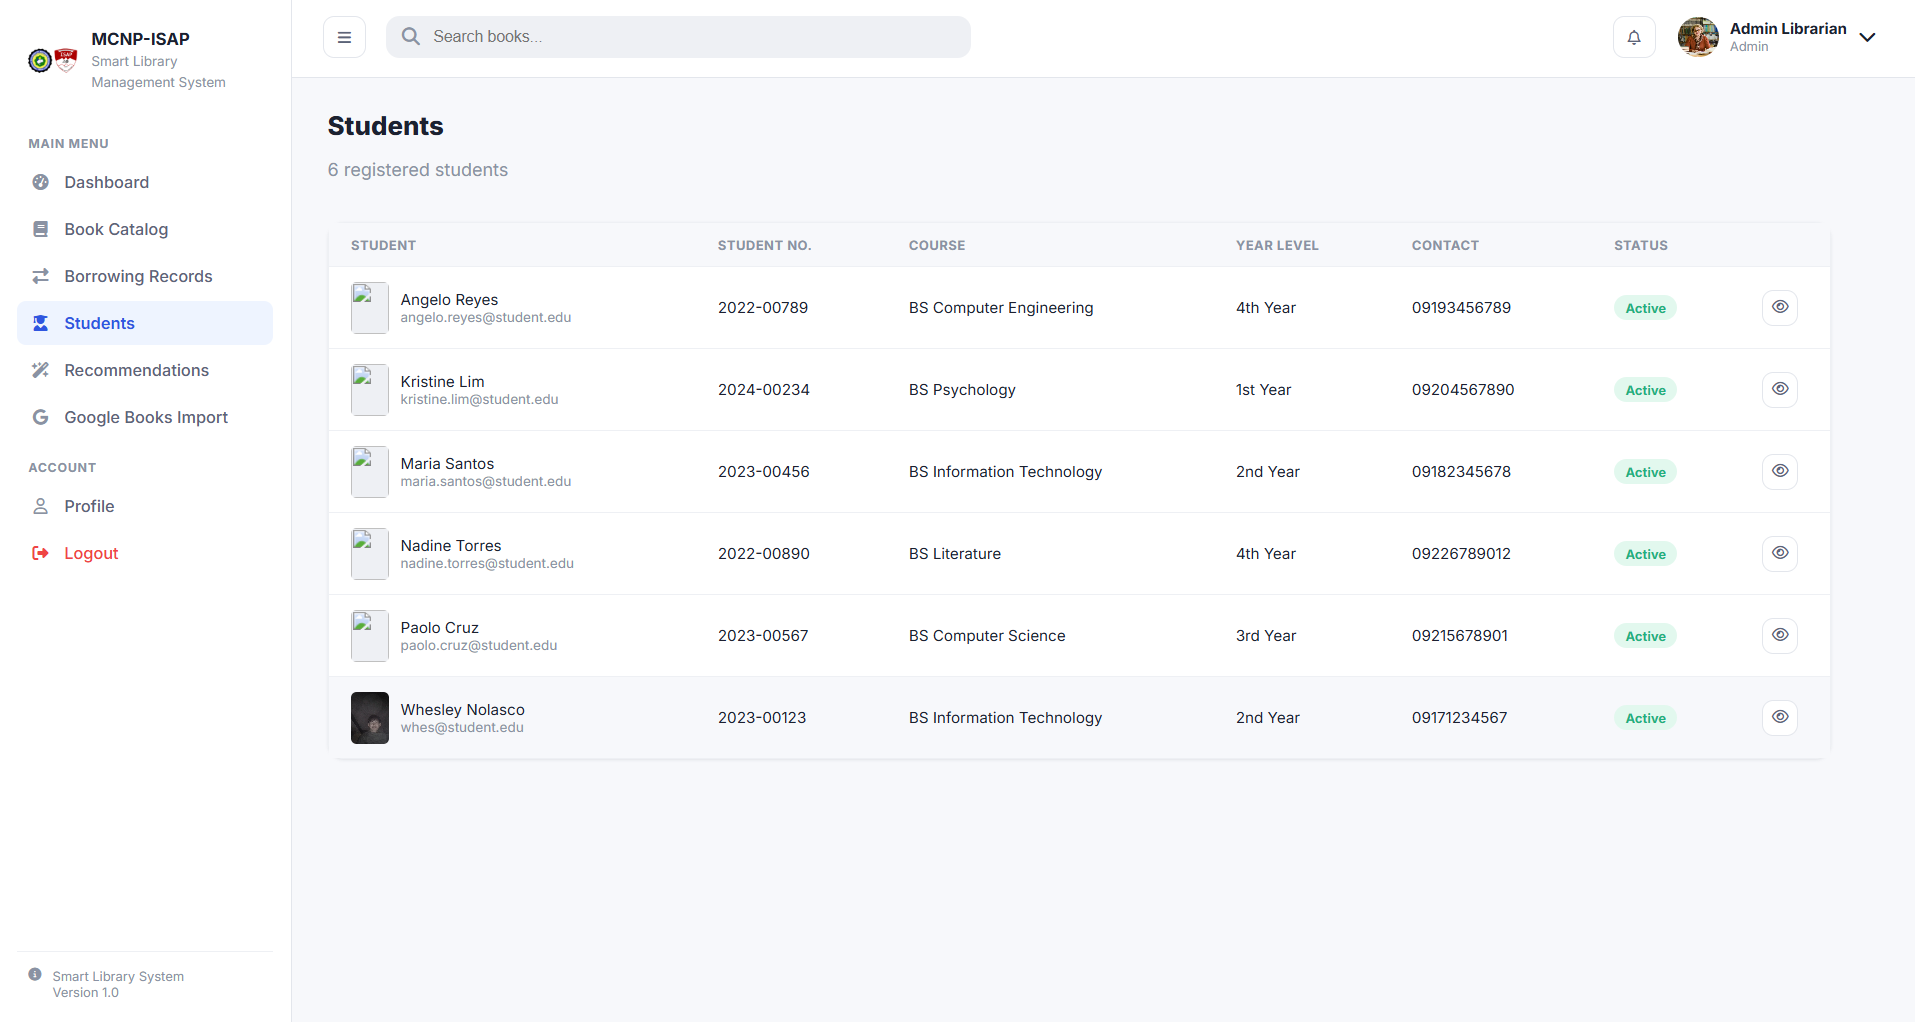 MCNP-ISAP
Smart Library
Management System
MAIN MENU
Dashboard
Book Catalog
Borrowing Records
Students
Recommendations
Google Books Import
ACCOUNT
Profile
Logout
Smart Library System
Version 1.0
Search books...
Admin Librarian
Admin
Students
6 registered students
STUDENT STUDENT NO. COURSE YEAR LEVEL CONTACT STATUS
Angelo Reyes
angelo.reyes@student.edu
2022-00789 BS Computer Engineering 4th Year 09193456789 Active
Kristine Lim
kristine.lim@student.edu
2024-00234 BS Psychology 1st Year 09204567890 Active
Maria Santos
maria.santos@student.edu
2023-00456 BS Information Technology 2nd Year 09182345678 Active
Nadine Torres
nadine.torres@student.edu
2022-00890 BS Literature 4th Year 09226789012 Active
Paolo Cruz
paolo.cruz@student.edu
2023-00567 BS Computer Science 3rd Year 09215678901 Active
Whesley Nolasco
whes@student.edu
2023-00123 BS Information Technology 2nd Year 09171234567 Active